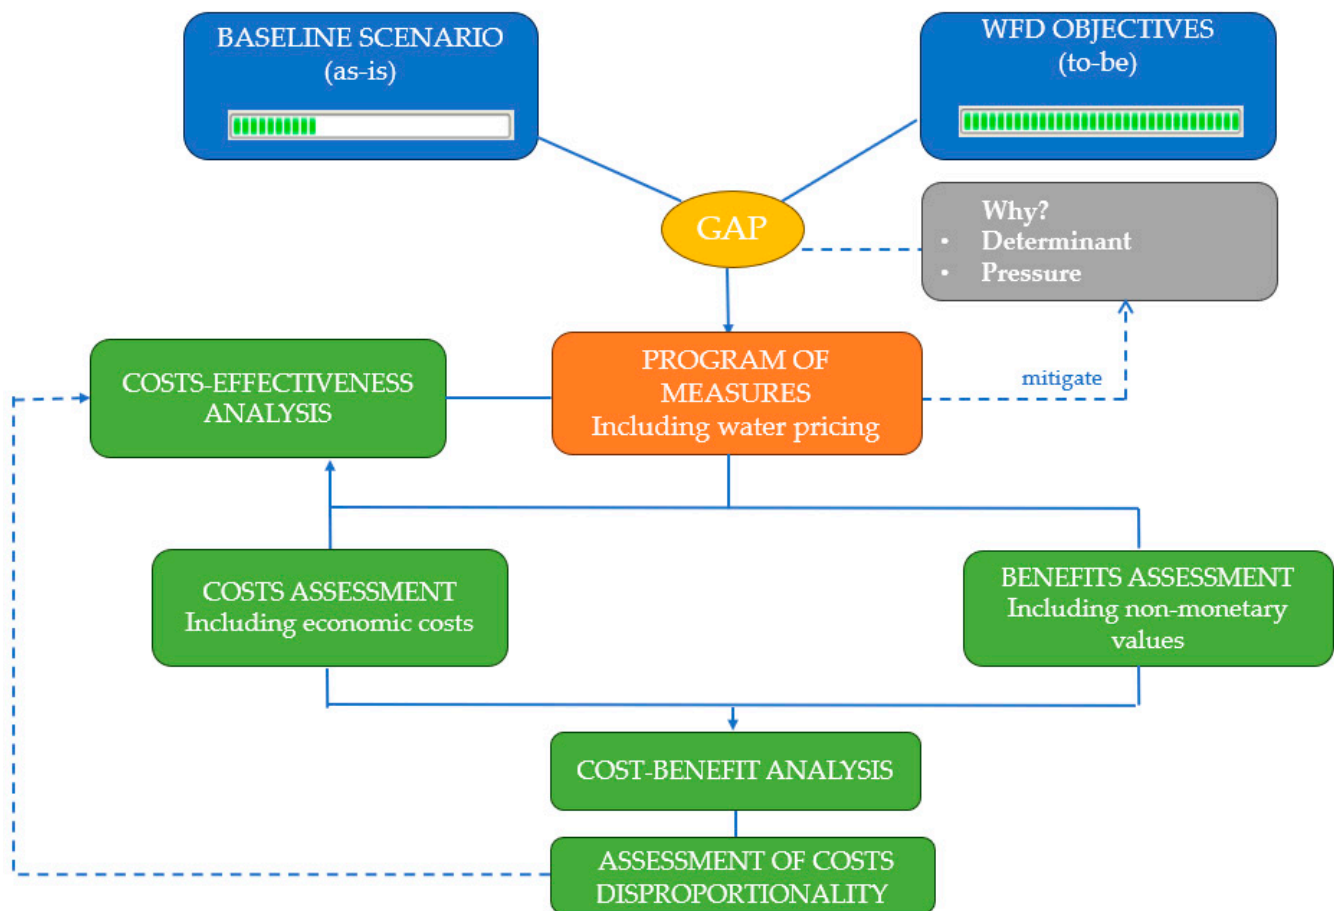 BASELINE SCENARIO
(as-is)
WFD OBJECTIVES
(to-be)
GAP
Why?
• Determinant
• Pressure
COSTS-EFFECTIVENESS
ANALYSIS
PROGRAM OF
MEASURES
Including water pricing
mitigate
COSTS ASSESSMENT
Including economic costs
BENEFITS ASSESSMENT
Including non-monetary
values
COST-BENEFIT ANALYSIS
ASSESSMENT OF COSTS
DISPROPORTIONALITY